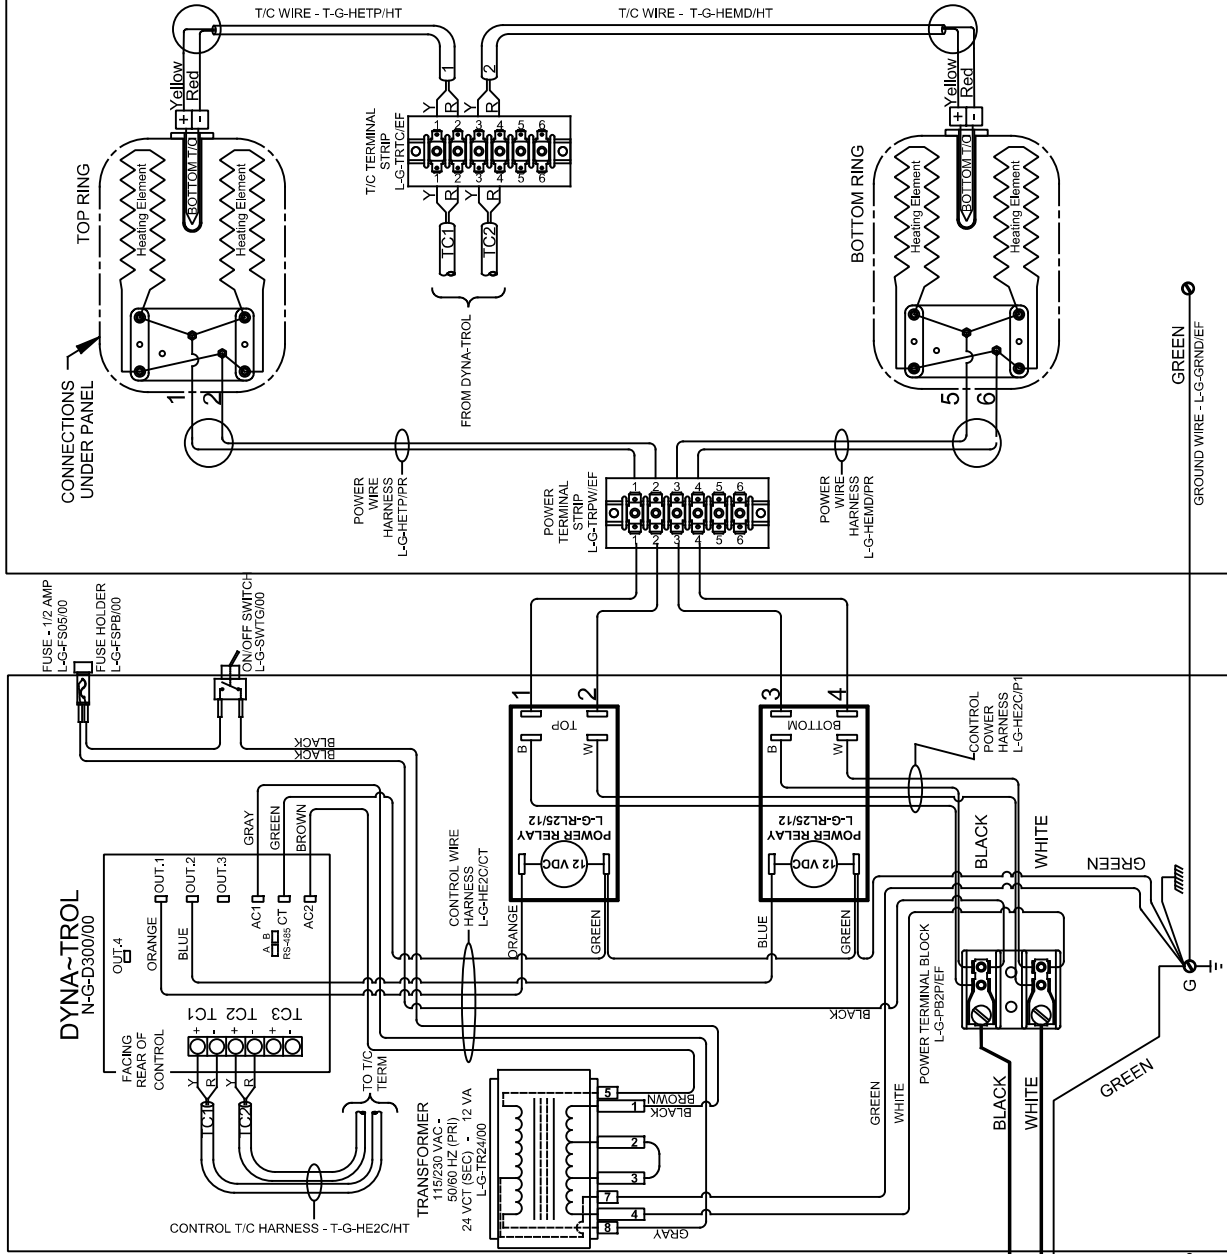 T/C WIRE - T-G-HETP/HT
T/C WIRE - T-G-HEMD/HT
Yellow
Red
+ -
BOTTOM T/C
TOP RING
Heating Element
Heating Element
CONNECTIONS
UNDER PANEL
1
2
1
2
Y
R
Y
R
1 2 3 4 5 6
T/C TERMINAL
STRIP
L-G-TRTC/EF
1 2 3 4 5 6
Y
R
Y
R
TC1
TC2
FROM DYNA-TROL
Yellow
Red
+ -
BOTTOM T/C
BOTTOM RING
Heating Element
Heating Element
5
6
GREEN
GROUND WIRE - L-G-GRND/EF
POWER
WIRE
HARNESS
L-G-HETP/PR
POWER
TERMINAL
STRIP
L-G-TRPW/EF
1 2 3 4 5 6
1 2 3 4 5 6
POWER
WIRE
HARNESS
L-G-HEMD/PR
FUSE - 1/2 AMP
L-G-FS05/00
FUSE HOLDER
L-G-FSPB/00
ON/OFF SWITCH
L-G-SWTG/00
BLACK
BLACK
1
2
TOP
B
W
POWER RELAY
L-G-RL25/12
12 VDC
3
4
BOTTOM
B
W
POWER RELAY
L-G-RL25/12
12 VDC
CONTROL
POWER
HARNESS
L-G-HE2C/P1
DYNA~TROL
N-G-D300/00
OUT.4
OUT.1
OUT.2
OUT.3
ORANGE
BLUE
GRAY
GREEN
BROWN
AC1
CT
AC2
A B
RS-485
FACING
REAR OF
CONTROL
TC1
TC2
TC3
+ - + - + -
Y
R
Y
R
TC1
TC2
TO T/C
TERM
CONTROL T/C HARNESS - T-G-HE2C/HT
CONTROL WIRE
HARNESS
L-G-HE2C/CT
ORANGE
GREEN
BLUE
GREEN
BLACK
BLACK
WHITE
GREEN
POWER TERMINAL BLOCK
L-G-PB2P/EF
G
TRANSFORMER
115/230 VAC -
50/60 HZ (PRI)
24 VCT (SEC) - 12 VA
L-G-TR24/00
5
1
2
3
7
4
8
BROWN
BLACK
GRAY
GREEN
WHITE
BLACK
WHITE
GREEN